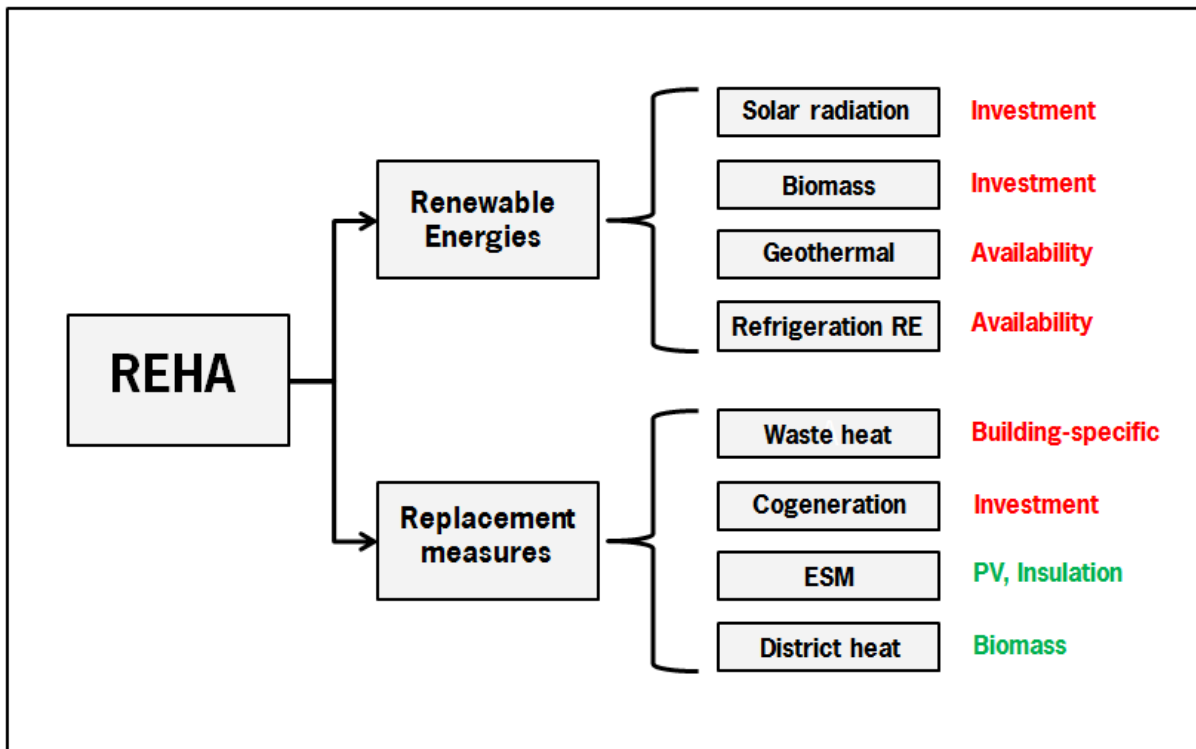 REHA
Renewable
Energies
Solar radiation Investment
Biomass Investment
Geothermal Availability
Refrigeration RE Availability
Replacement
measures
Waste heat Building-specific
Cogeneration Investment
ESM PV, Insulation
District heat Biomass